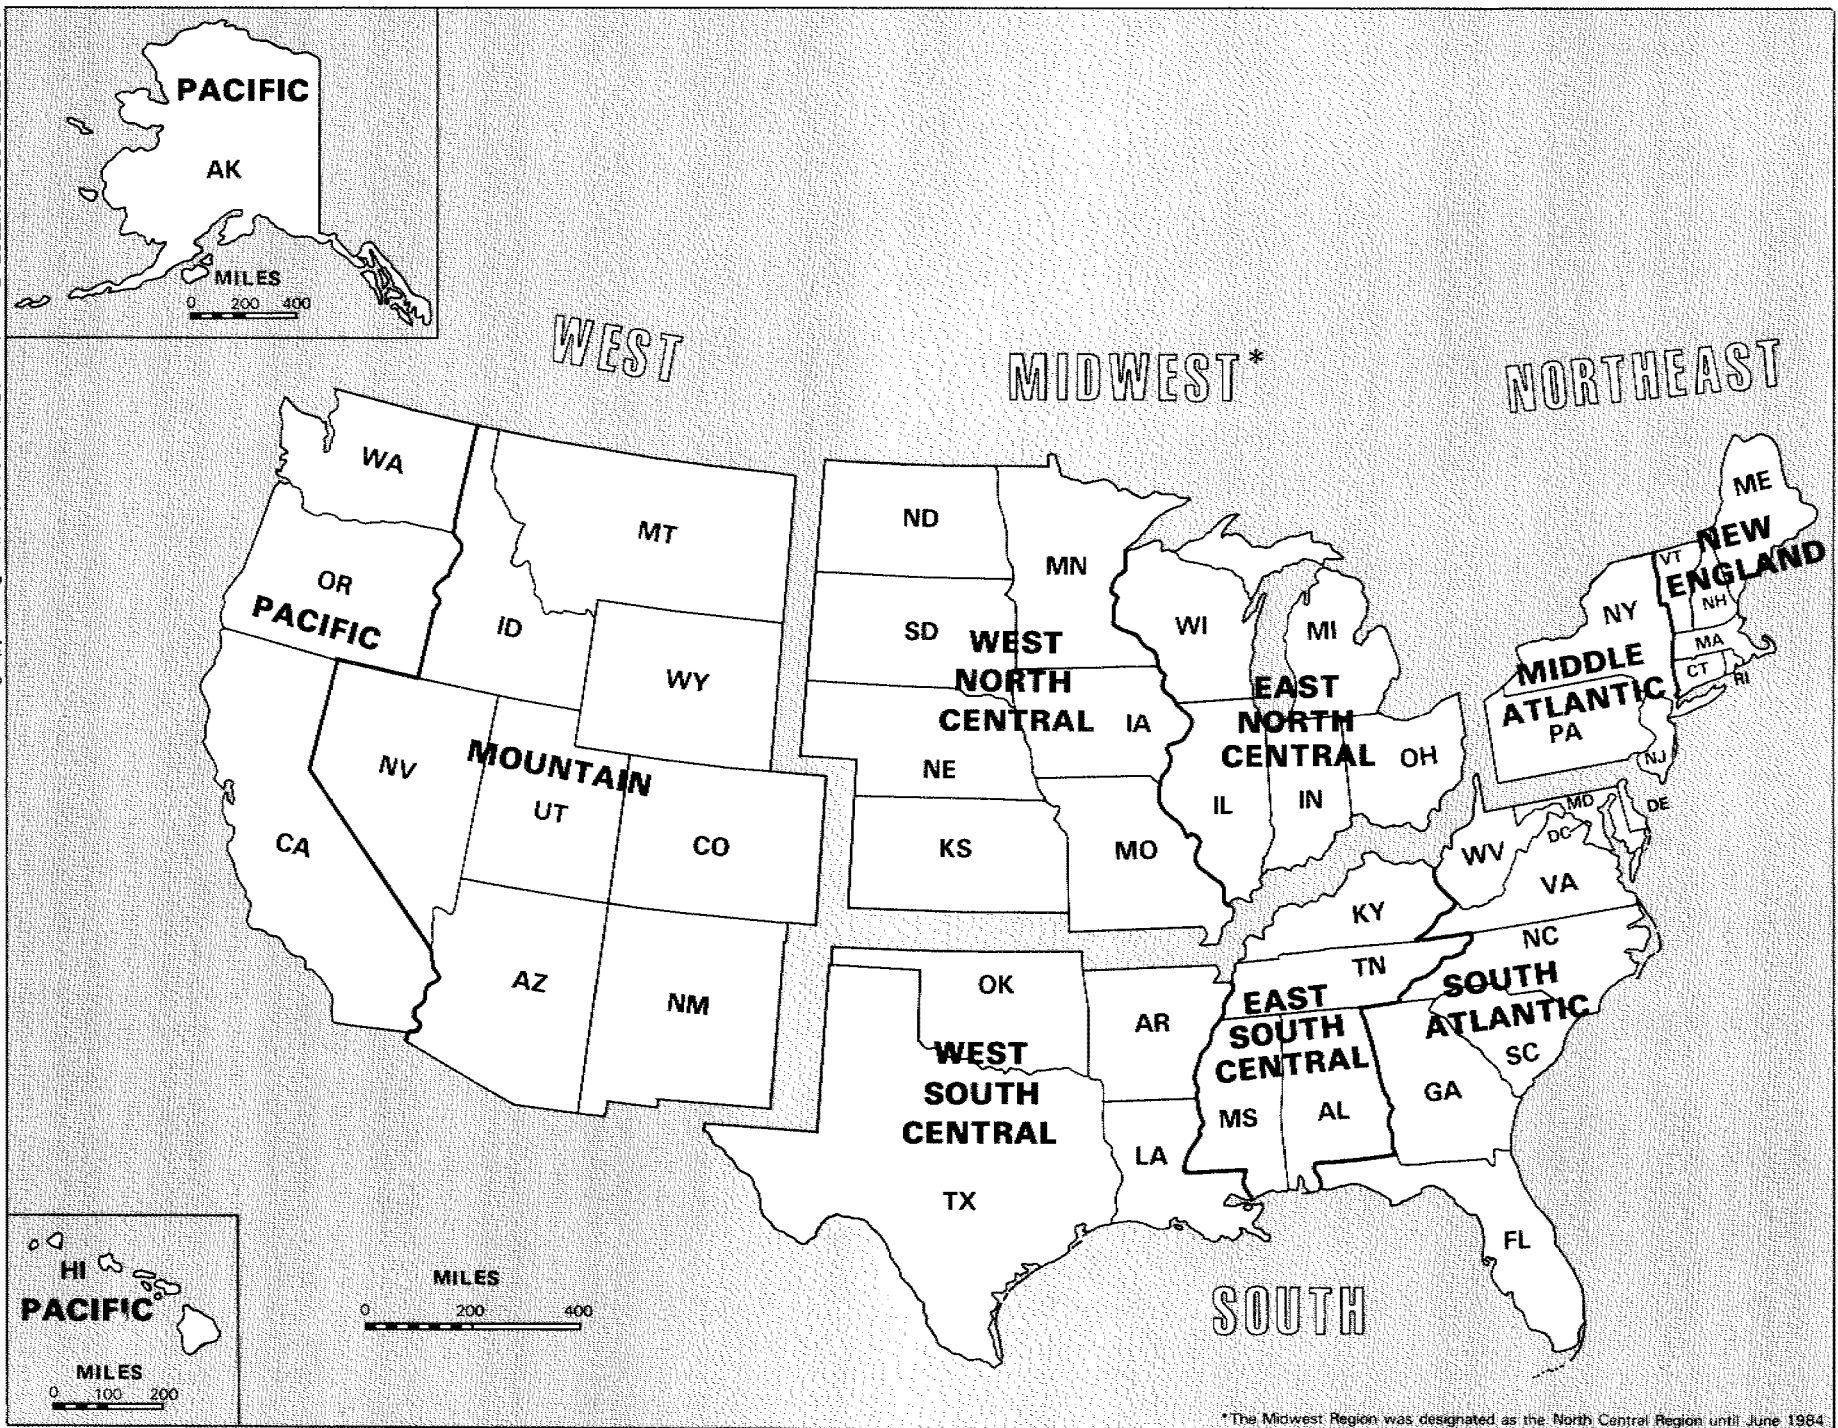 PACIFIC
AK
MILES
0 200 400
WEST
MIDWEST*
NORTHEAST
WA
MT
OR
PACIFIC
ID
WY
NV
MOUNTAIN
UT
CO
CA
AZ
NM
ND
MN
SD
WEST
NORTH
CENTRAL
IA
NE
KS
MO
WI
MI
EAST
NORTH
CENTRAL
OH
IL
IN
ME
NEW
ENGLAND
VT
NH
NY
MA
CT
RI
MIDDLE
ATLANTIC
PA
NJ
MD
DE
DC
WV
VA
KY
NC
TN
SOUTH
ATLANTIC
SC
GA
FL
EAST
SOUTH
CENTRAL
MS
AL
OK
AR
WEST
SOUTH
CENTRAL
LA
TX
SOUTH
HI
PACIFIC
MILES
0 100 200
MILES
0 200 400
*The Midwest Region was designated as the North Central Region until June 1984